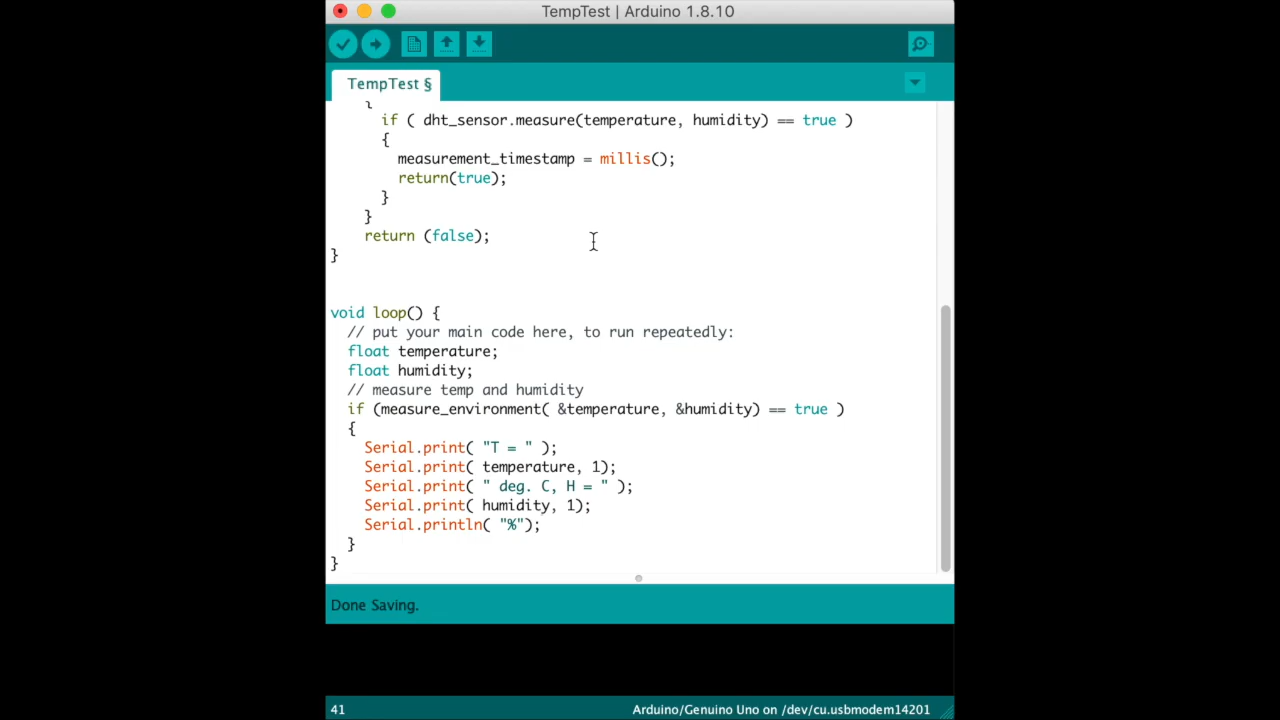 TempTest | Arduino 1.8.10
TempTest §
{
if ( dht_sensor.measure(temperature, humidity) == true )
{
measurement_timestamp = millis();
return(true);
}
}
return (false);
}
void loop() {
// put your main code here, to run repeatedly:
float temperature;
float humidity;
// measure temp and humidity
if (measure_environment( &temperature, &humidity) == true )
{
Serial.print( "T = " );
Serial.print( temperature, 1);
Serial.print( " deg. C, H = " );
Serial.print( humidity, 1);
Serial.println( "%");
}
}
Done Saving.
41
Arduino/Genuino Uno on /dev/cu.usbmodem14201